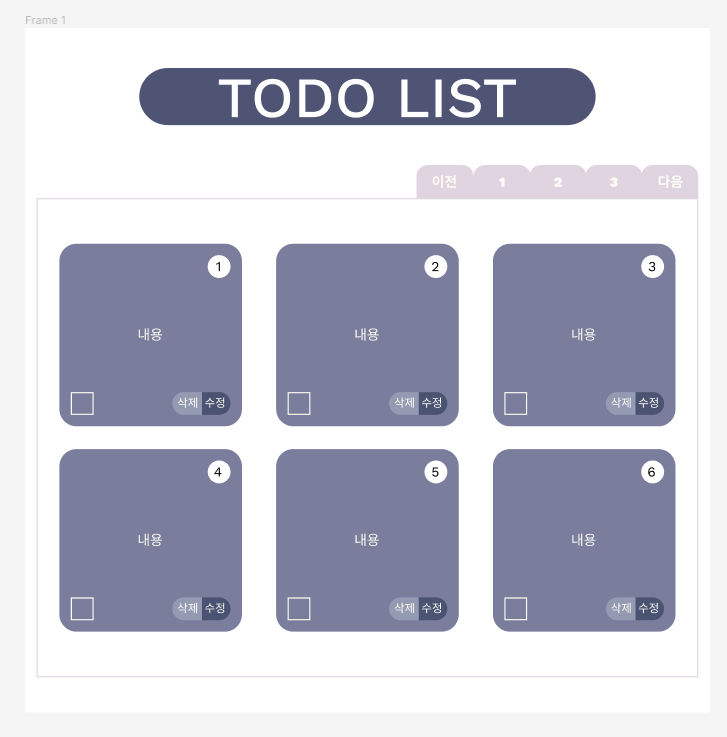 Frame 1
TODO LIST
이전 1 2 3 다음
1 2 3
내용 내용 내용
삭제 수정 삭제 수정 삭제 수정
4 5 6
내용 내용 내용
삭제 수정 삭제 수정 삭제 수정